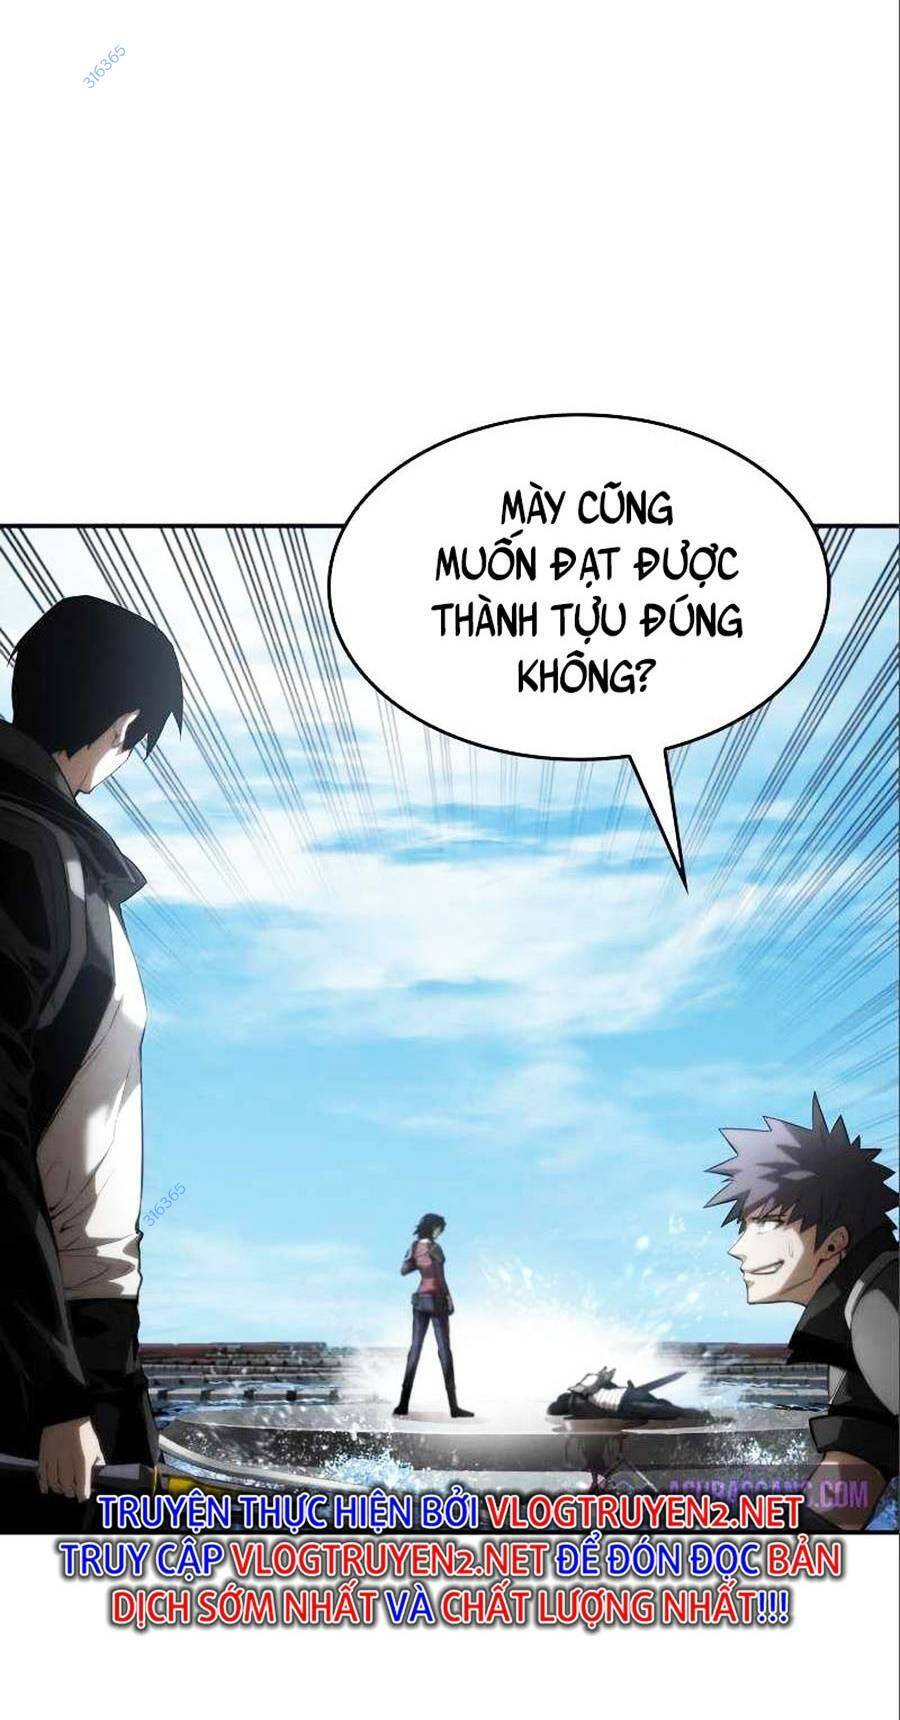 316365
MÀY CŨNG
MUỐN ĐẠT ĐƯỢC
THÀNH TỰU ĐÚNG
KHÔNG?
316365
TRUYỆN THỰC HIỆN BỞI VLOGTRUYEN2.NET
TRUY CẬP VLOGTRUYEN2.NET ĐỂ ĐÓN ĐỌC BẢN
DỊCH SỚM NHẤT VÀ CHẤT LƯỢNG NHẤT!!!